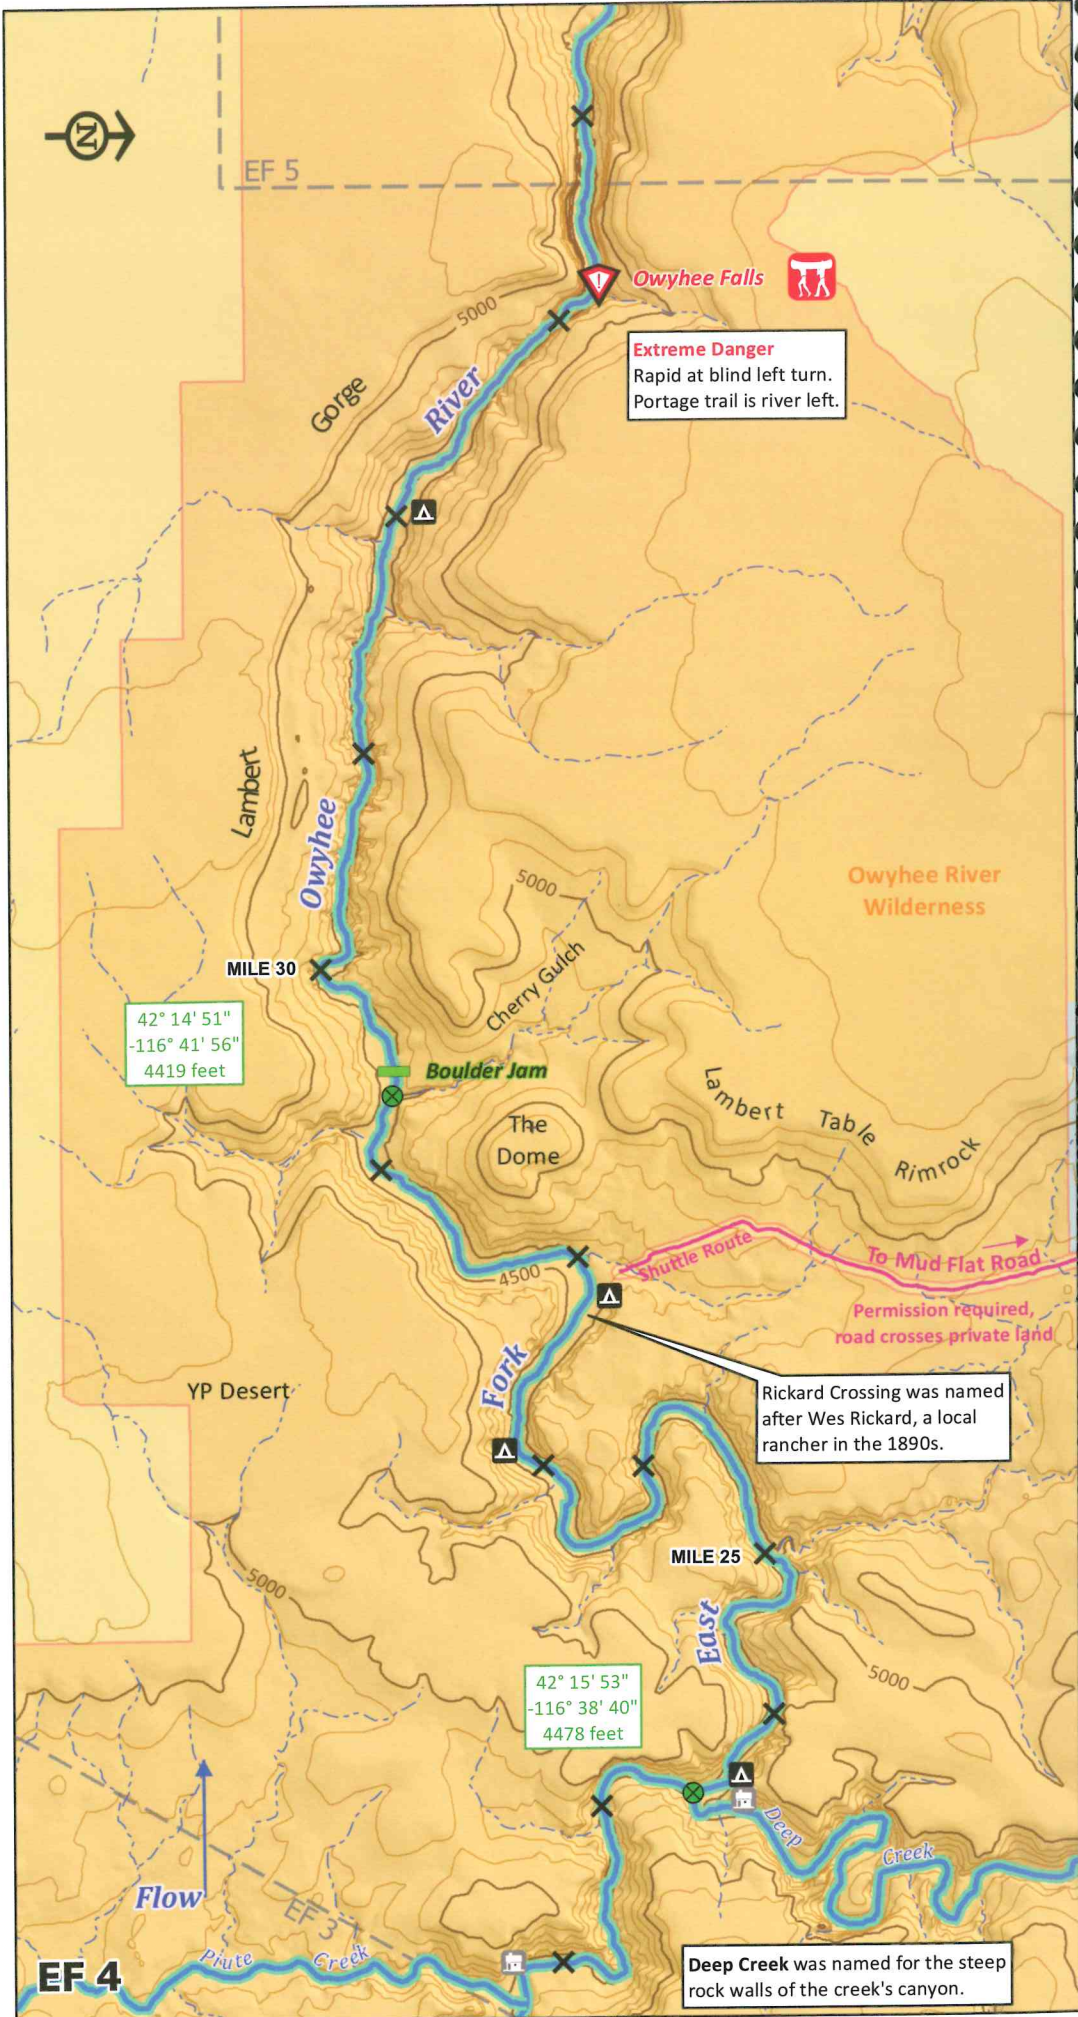 N
EF 5
Owyhee Falls
Extreme Danger
Rapid at blind left turn.
Portage trail is river left.
5000
Gorge
River
Lambert
Owyhee
5000
Owyhee River
Wilderness
Cherry Gulch
MILE 30
42° 14' 51"
-116° 41' 56"
4419 feet
Boulder Jam
The
Dome
Lambert Table Rimrock
Shuttle Route
To Mud Flat Road
4500
Permission required,
road crosses private land
Fork
YP Desert
Rickard Crossing was named
after Wes Rickard, a local
rancher in the 1890s.
MILE 25
5000
East
5000
42° 15' 53"
-116° 38' 40"
4478 feet
Deep Creek
Flow
EF 3
Piute Creek
EF 4
Deep Creek was named for the steep
rock walls of the creek's canyon.